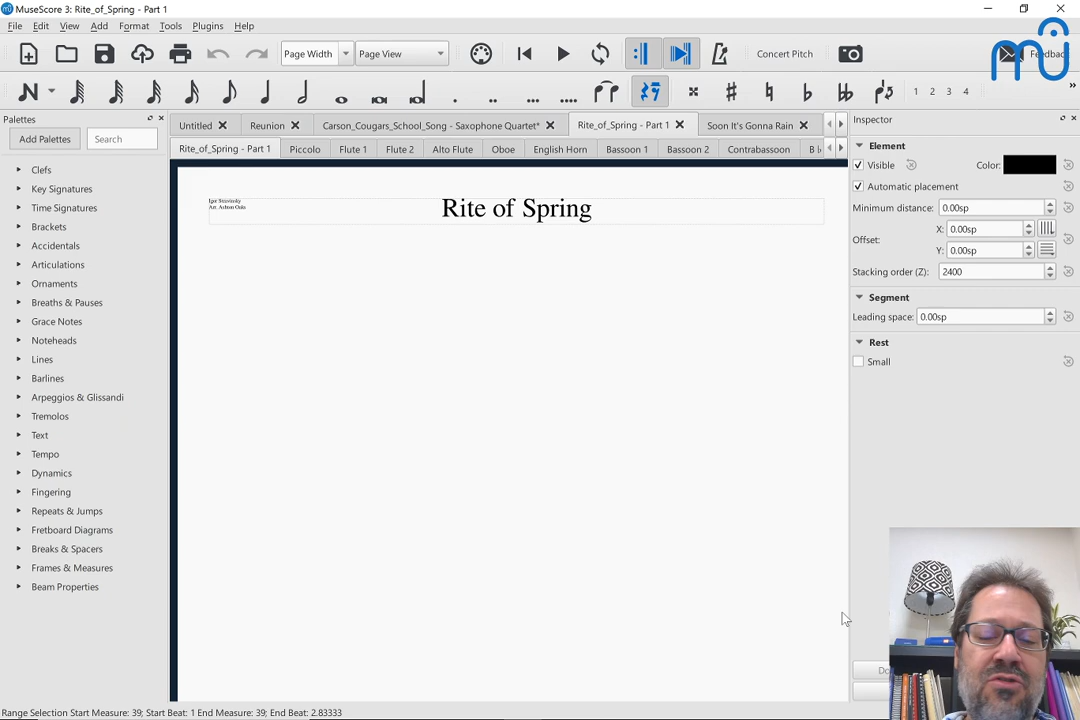 MuseScore 3: Rite_of_Spring - Part 1
File Edit View Add Format Tools Plugins Help
Page Width Page View Concert Pitch Feedback
1 2 3 4
Palettes
Add Palettes Search
Clefs
Key Signatures
Time Signatures
Brackets
Accidentals
Articulations
Ornaments
Breaths & Pauses
Grace Notes
Noteheads
Lines
Barlines
Arpeggios & Glissandi
Tremolos
Text
Tempo
Dynamics
Fingering
Repeats & Jumps
Fretboard Diagrams
Breaks & Spacers
Frames & Measures
Beam Properties
Untitled Reunion Carson_Cougars_School_Song - Saxophone Quartet* Rite_of_Spring - Part 1 Soon It's Gonna Rain
Rite_of_Spring - Part 1 Piccolo Flute 1 Flute 2 Alto Flute Oboe English Horn Bassoon 1 Bassoon 2 Contrabassoon
Igor Stravinsky
Rite of Spring
Inspector
Element
Visible Color:
Automatic placement
Minimum distance: 0.00sp
Offset:
X: 0.00sp
Y: 0.00sp
Stacking order (Z): 2400
Segment
Leading space: 0.00sp
Rest
Small
Range Selection Start Measure: 39; Start Beat: 1 End Measure: 39; End Beat: 2.83333